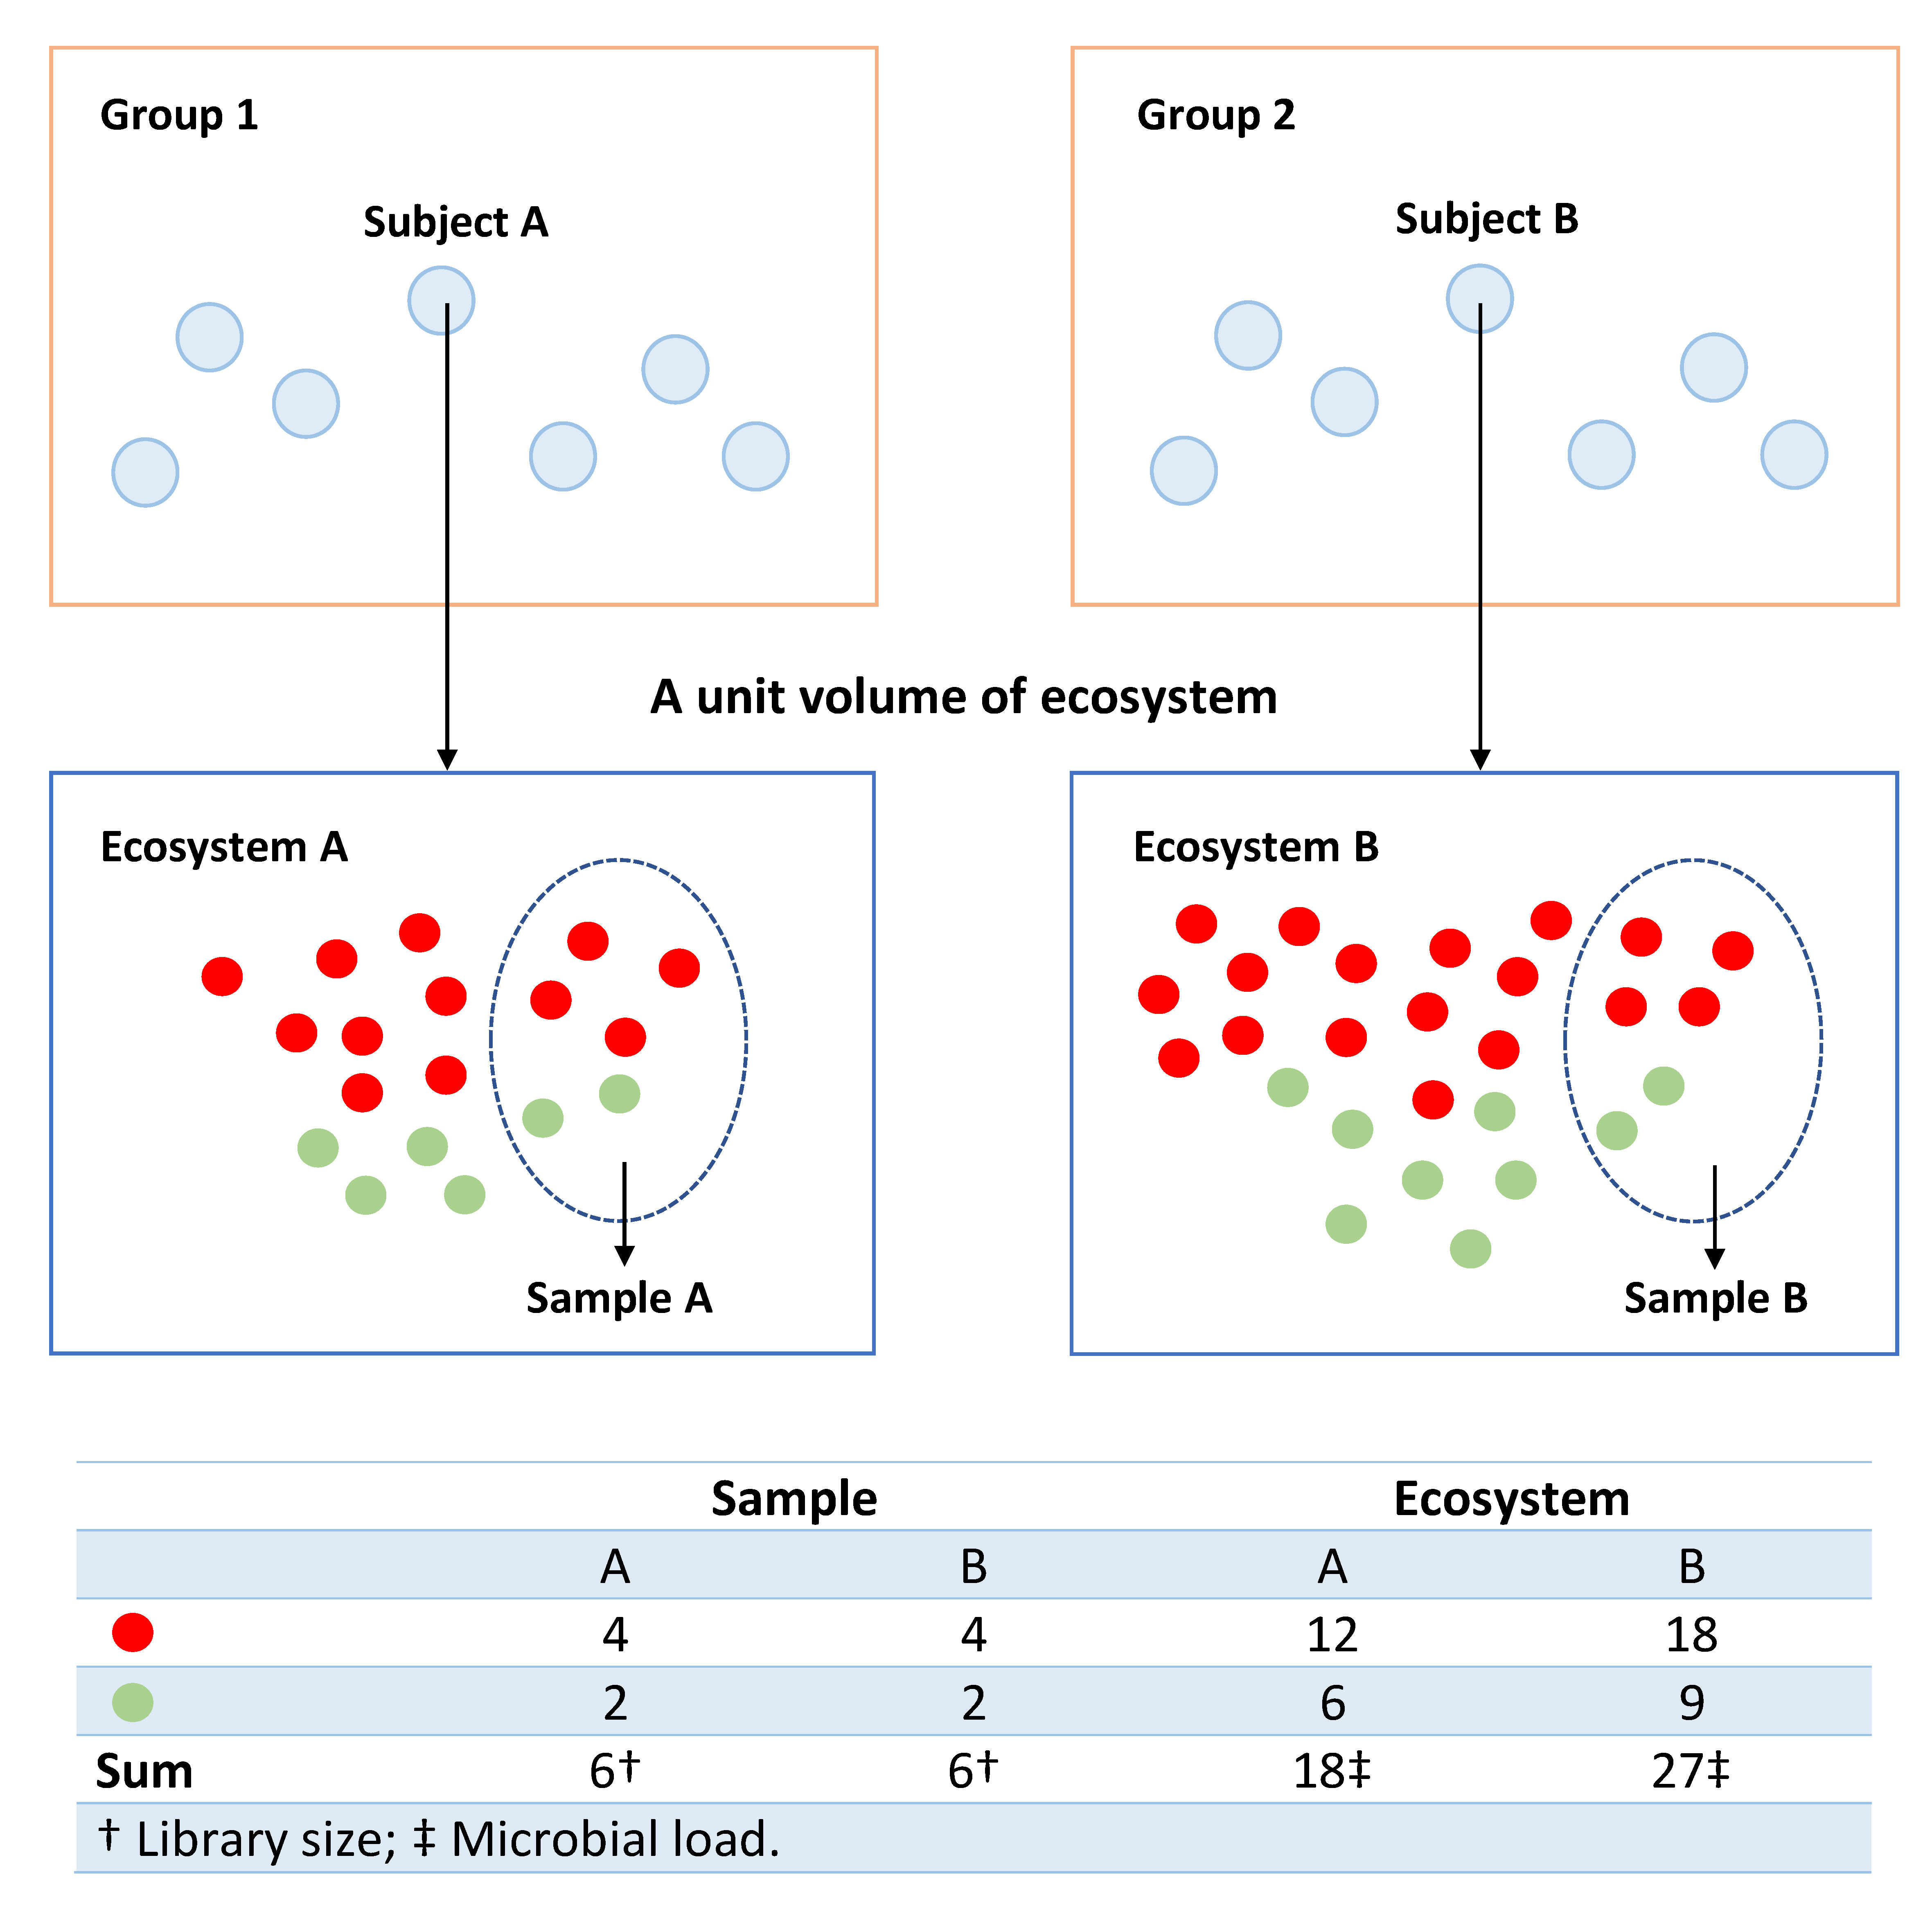 Group 1
Group 2
Subject A
Subject B
A unit volume of ecosystem
Ecosystem A
Ecosystem B
Sample A
Sample B
Sample Ecosystem
A B A B
4 4 12 18
2 2 6 9
Sum 6† 6† 18‡ 27‡
† Library size; ‡ Microbial load.